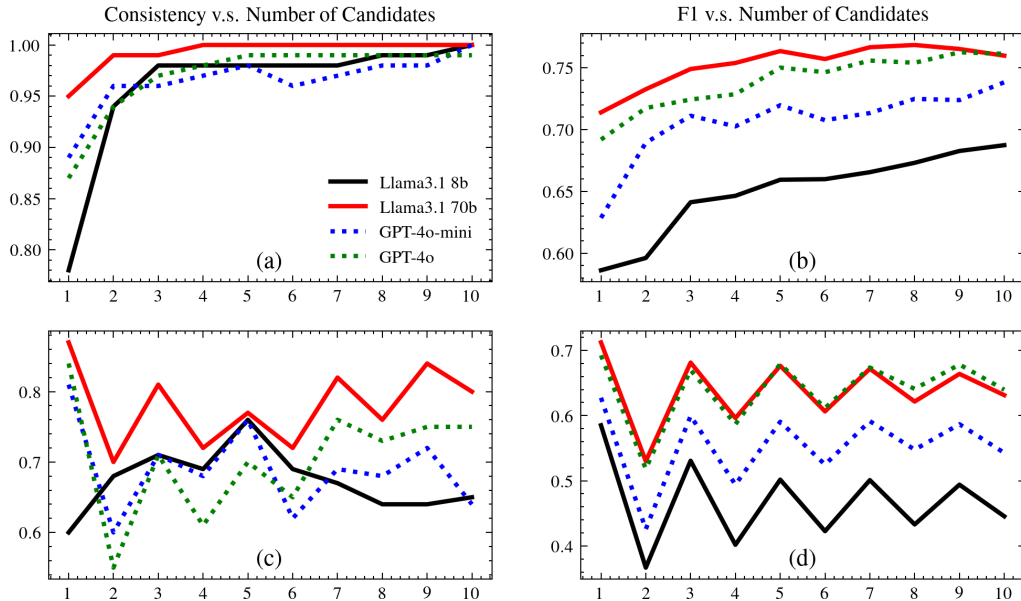 Consistency v.s. Number of Candidates
F1 v.s. Number of Candidates
1.00
0.95
0.90
0.85
0.80
Llama3.1 8b
Llama3.1 70b
GPT-4o-mini
GPT-4o
(a)
1 2 3 4 5 6 7 8 9 10
0.75
0.70
0.65
0.60
(b)
1 2 3 4 5 6 7 8 9 10
0.8
0.7
0.6
(c)
1 2 3 4 5 6 7 8 9 10
0.7
0.6
0.5
0.4
(d)
1 2 3 4 5 6 7 8 9 10